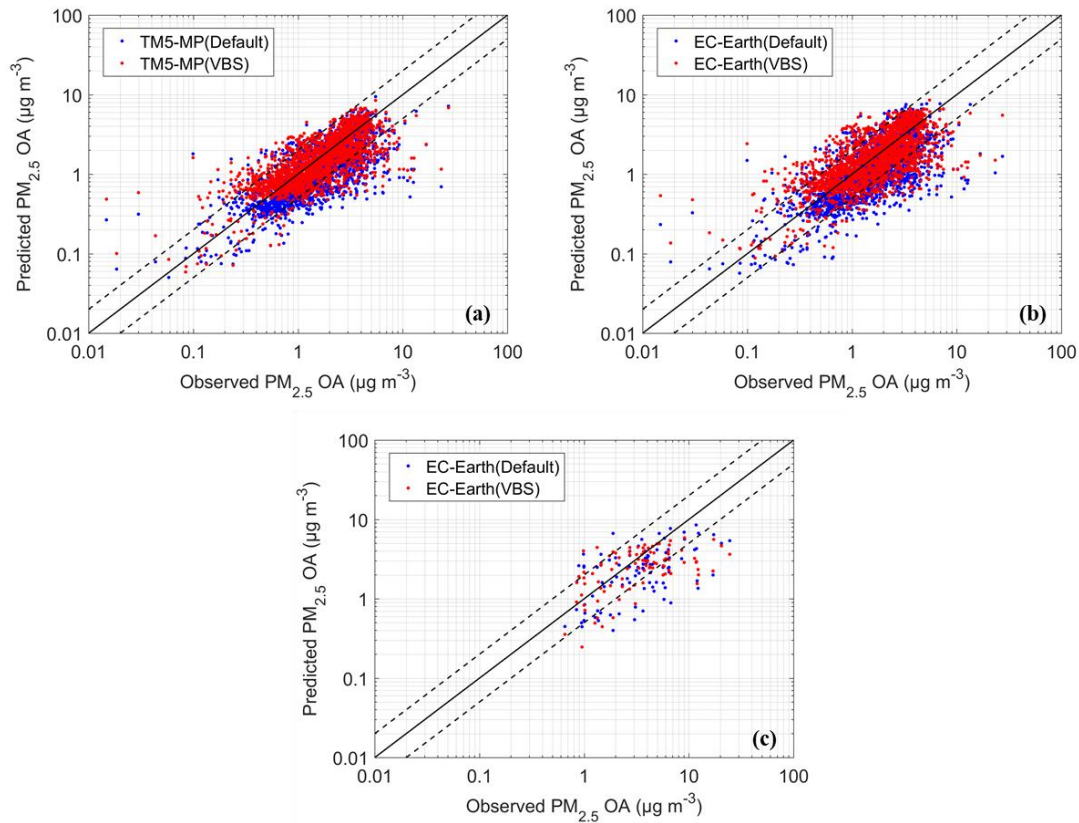 100
10
1
0.1
0.01
Predicted PM2.5 OA (µg m-3)
TM5-MP(Default)
TM5-MP(VBS)
(a)
0.01 0.1 1 10 100
Observed PM2.5 OA (µg m-3)
100
10
1
0.1
0.01
Predicted PM2.5 OA (µg m-3)
EC-Earth(Default)
EC-Earth(VBS)
(b)
0.01 0.1 1 10 100
Observed PM2.5 OA (µg m-3)
100
10
1
0.1
0.01
Predicted PM2.5 OA (µg m-3)
EC-Earth(Default)
EC-Earth(VBS)
(c)
0.01 0.1 1 10 100
Observed PM2.5 OA (µg m-3)